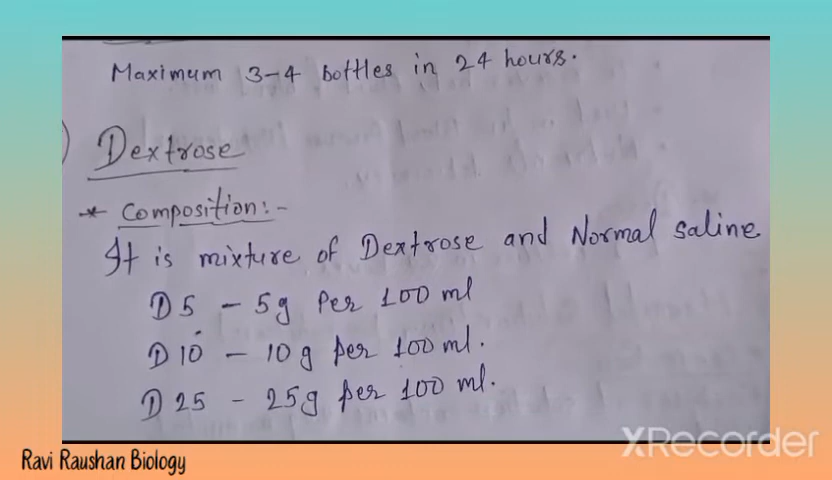 Maximum 3-4 bottles in 24 hours.
Dextrose
* Composition:-
It is mixture of Dextrose and Normal saline
D5 - 5g Per 100 ml
D10 - 10g per 100 ml.
D25 - 25g per 100 ml.
XRecorder
Ravi Raushan Biology